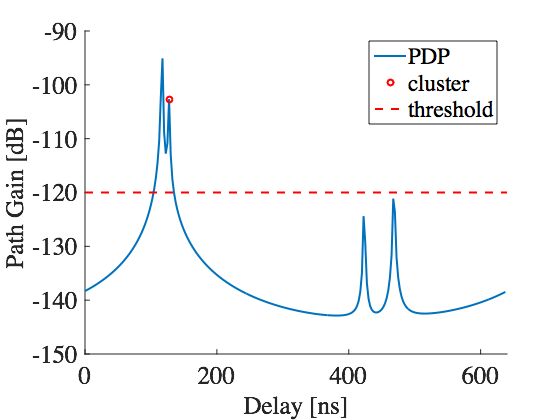 -90
-100
-110
-120
-130
-140
-150
Path Gain [dB]
0
200
400
600
Delay [ns]
PDP
cluster
threshold